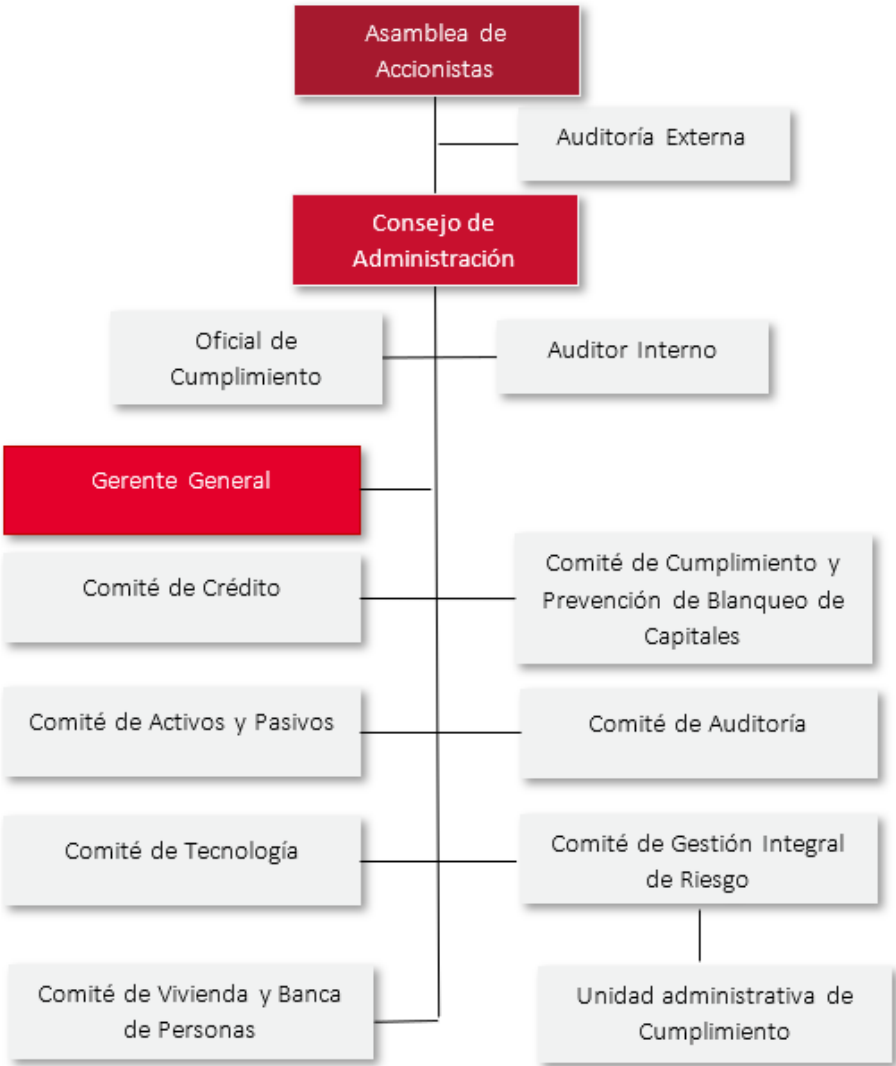 Asamblea de
Accionistas
Auditoría Externa
Consejo de
Administración
Oficial de
Cumplimiento
Auditor Interno
Gerente General
Comité de Crédito
Comité de Cumplimiento y
Prevención de Blanqueo de
Capitales
Comité de Activos y Pasivos
Comité de Auditoría
Comité de Tecnología
Comité de Gestión Integral
de Riesgo
Comité de Vivienda y Banca
de Personas
Unidad administrativa de
Cumplimiento